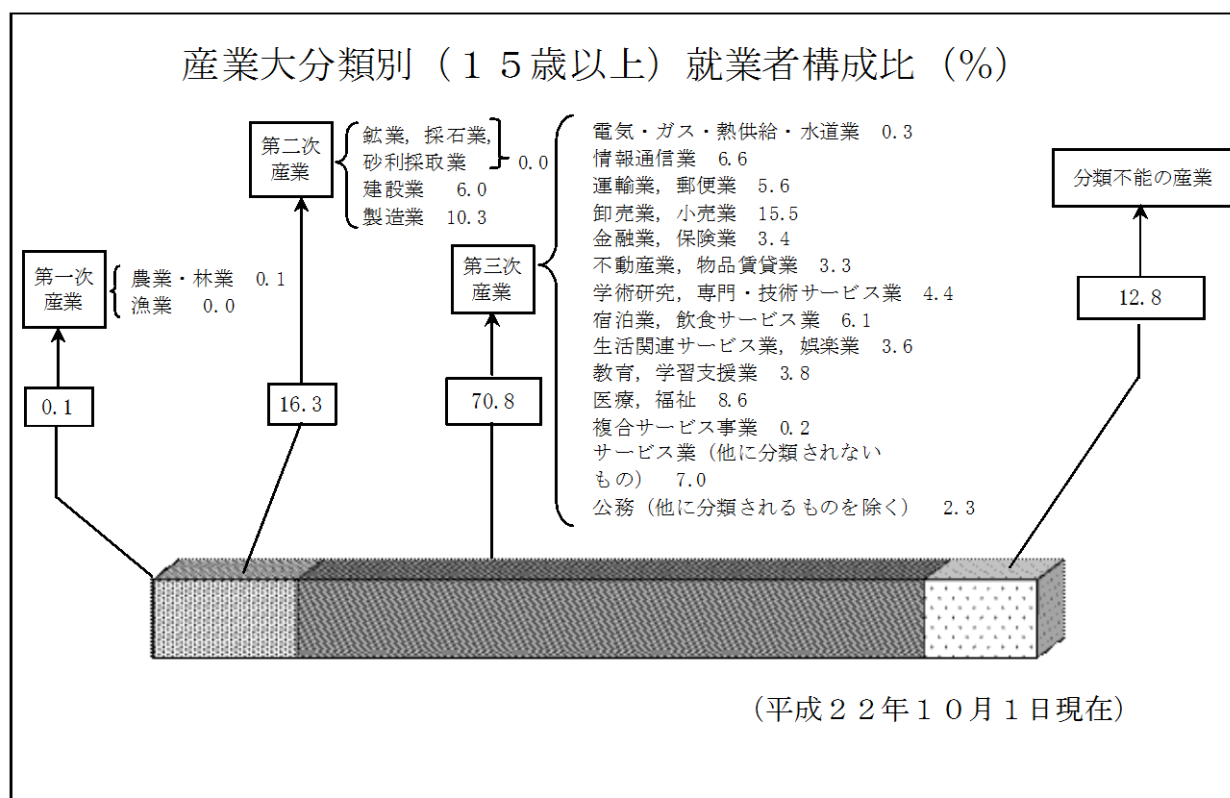 産業大分類別（１５歳以上）就業者構成比（％）
第一次
産業
農業・林業 0.1
漁業 0.0
0.1
第二次
産業
鉱業，採石業，
砂利採取業 0.0
建設業 6.0
製造業 10.3
16.3
第三次
産業
電気・ガス・熱供給・水道業 0.3
情報通信業 6.6
運輸業，郵便業 5.6
卸売業，小売業 15.5
金融業，保険業 3.4
不動産業，物品賃貸業 3.3
学術研究，専門・技術サービス業 4.4
宿泊業，飲食サービス業 6.1
生活関連サービス業，娯楽業 3.6
教育，学習支援業 3.8
医療，福祉 8.6
複合サービス事業 0.2
サービス業（他に分類されない
もの） 7.0
公務（他に分類されるものを除く） 2.3
70.8
分類不能の産業
12.8
（平成２２年１０月１日現在）